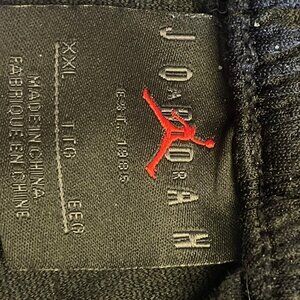 JORDAN
EST. 1985
XXL TTG EEG
MADE IN CHINA
FABRIQUE EN CHINE